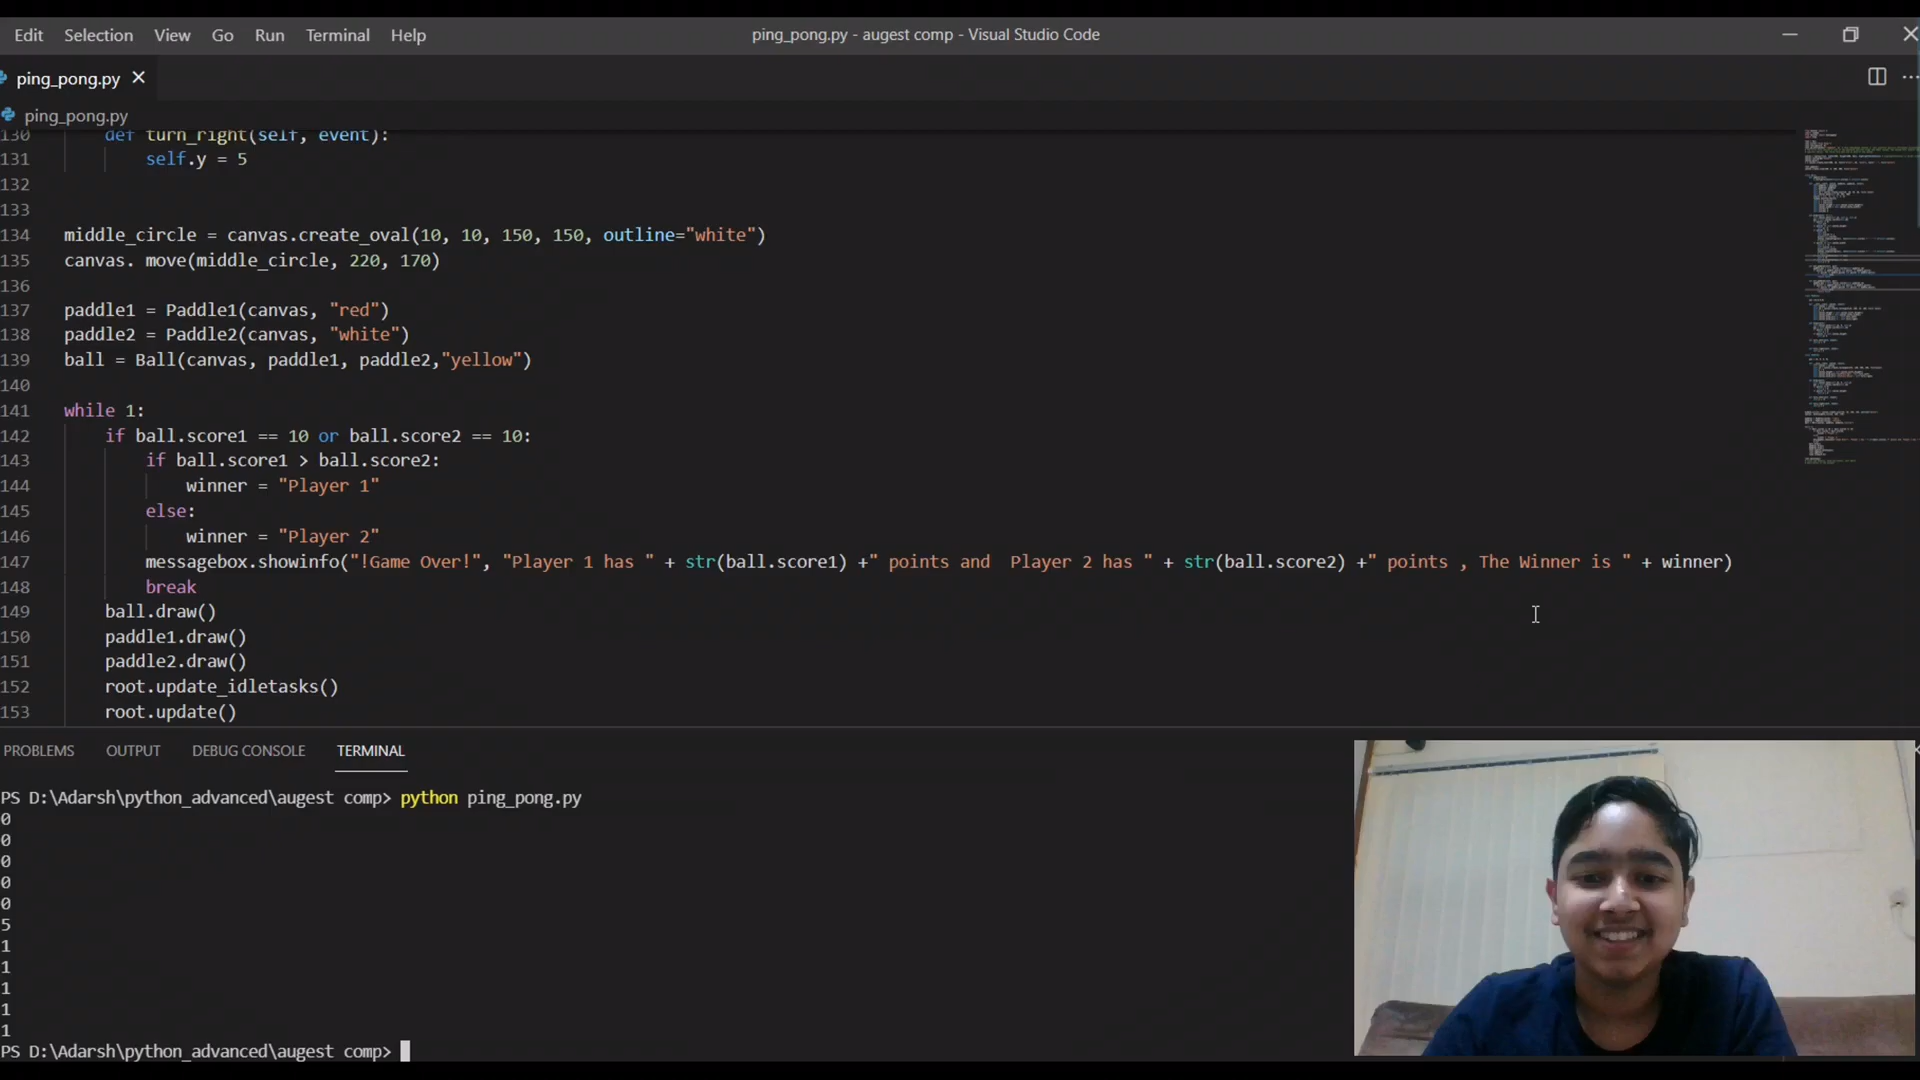 Edit Selection View Go Run Terminal Help ping_pong.py - augest comp - Visual Studio Code
ping_pong.py
ping_pong.py
130 def turn_right(self, event):
131 self.y = 5
132
133
134 middle_circle = canvas.create_oval(10, 10, 150, 150, outline="white")
135 canvas. move(middle_circle, 220, 170)
136
137 paddle1 = Paddle1(canvas, "red")
138 paddle2 = Paddle2(canvas, "white")
139 ball = Ball(canvas, paddle1, paddle2,"yellow")
140
141 while 1:
142 if ball.score1 == 10 or ball.score2 == 10:
143 if ball.score1 > ball.score2:
144 winner = "Player 1"
145 else:
146 winner = "Player 2"
147 messagebox.showinfo("!Game Over!", "Player 1 has " + str(ball.score1) +" points and  Player 2 has " + str(ball.score2) +" points , The Winner is " + winner)
148 break
149 ball.draw()
150 paddle1.draw()
151 paddle2.draw()
152 root.update_idletasks()
153 root.update()
PROBLEMS OUTPUT DEBUG CONSOLE TERMINAL
PS D:\Adarsh\python_advanced\augest comp> python ping_pong.py
0
0
0
0
0
5
1
1
1
1
1
PS D:\Adarsh\python_advanced\augest comp>